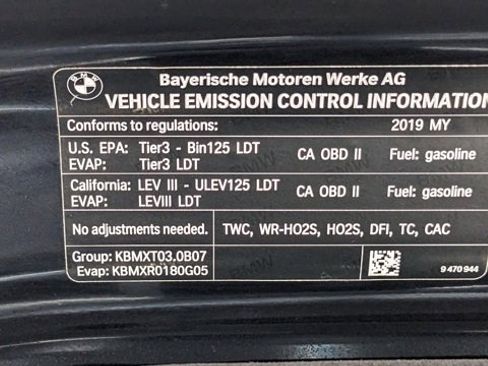 BMW
Bayerische Motoren Werke AG
VEHICLE EMISSION CONTROL INFORMATION
Conforms to regulations: 2019 MY
U.S. EPA: Tier3 - Bin125 LDT CA OBD II Fuel: gasoline
EVAP: Tier3 LDT
California: LEV III - ULEV125 LDT CA OBD II Fuel: gasoline
EVAP: LEVIII LDT
No adjustments needed. TWC, WR-HO2S, HO2S, DFI, TC, CAC
Group: KBMXT03.0B07
Evap: KBMXR0180G05 9 470 944